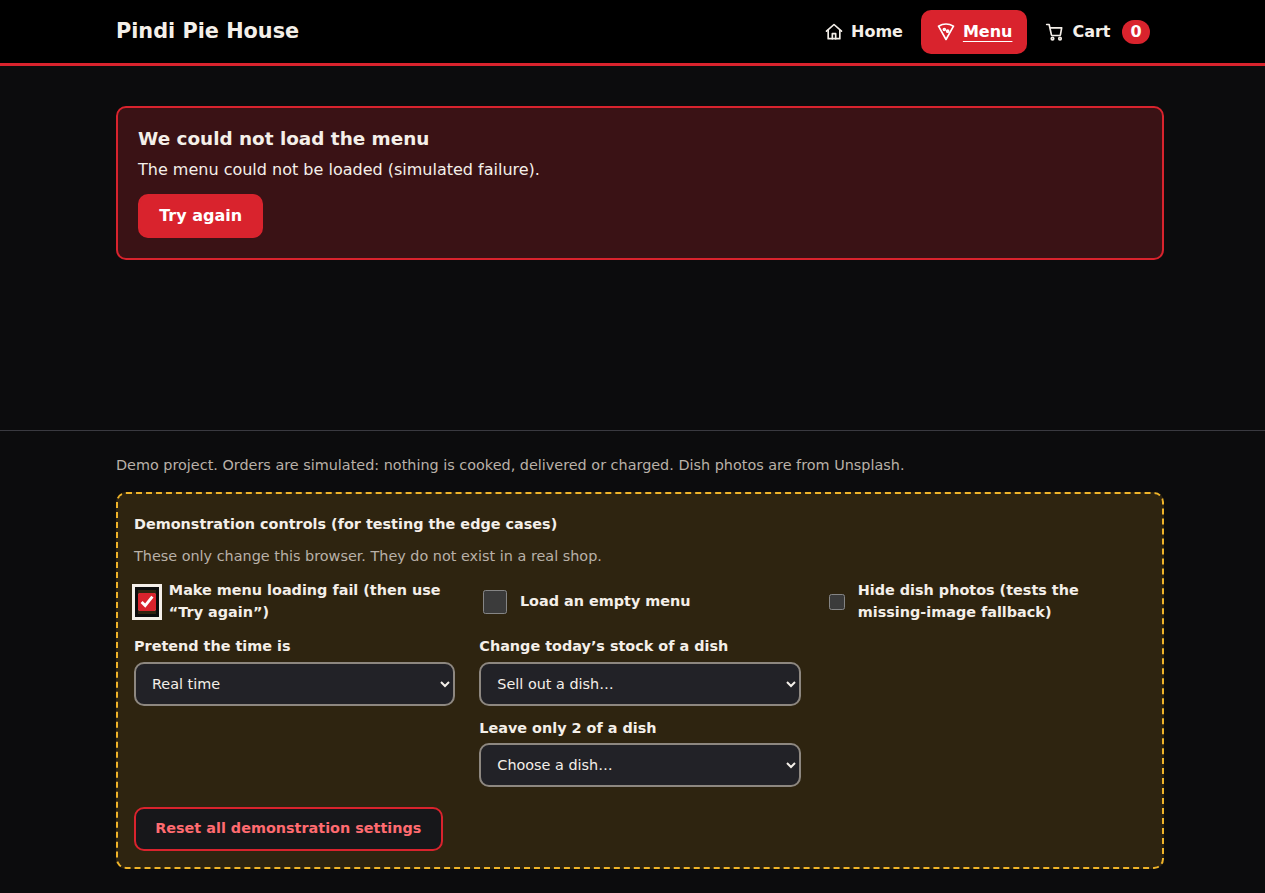 Pindi Pie House
Home
Menu
Cart 0
We could not load the menu
The menu could not be loaded (simulated failure).
Try again
Demo project. Orders are simulated: nothing is cooked, delivered or charged. Dish photos are from Unsplash.
Demonstration controls (for testing the edge cases)
These only change this browser. They do not exist in a real shop.
Make menu loading fail (then use
“Try again”)
Load an empty menu
Hide dish photos (tests the
missing-image fallback)
Pretend the time is
Real time
Change today’s stock of a dish
Sell out a dish…
Leave only 2 of a dish
Choose a dish…
Reset all demonstration settings